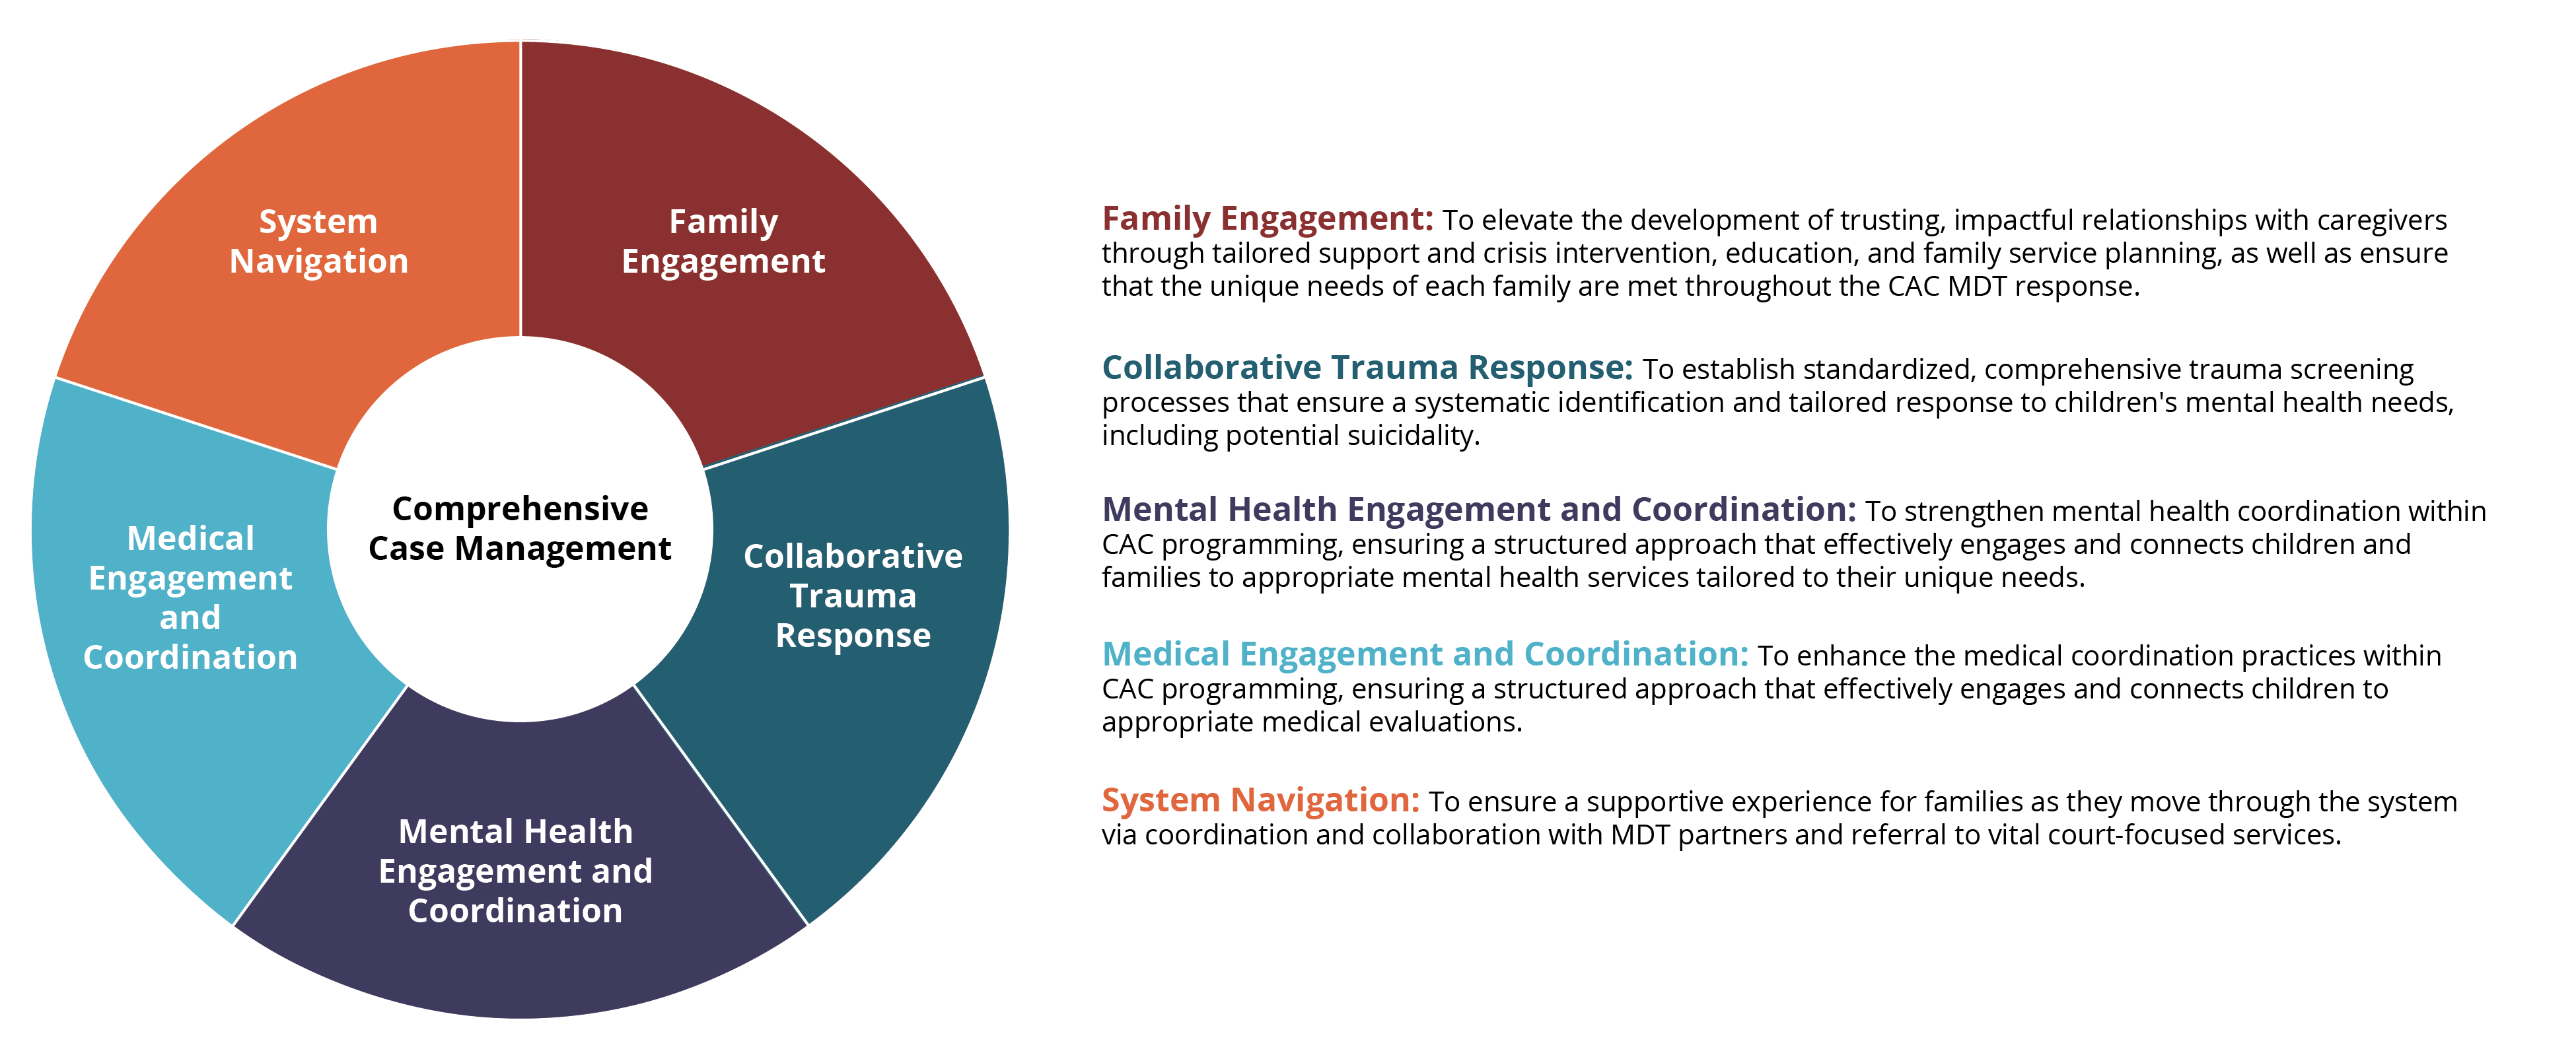 System
Navigation
Family
Engagement
Comprehensive
Case Management
Medical
Engagement
and
Coordination
Collaborative
Trauma
Response
Mental Health
Engagement and
Coordination
Family Engagement: To elevate the development of trusting, impactful relationships with caregivers
through tailored support and crisis intervention, education, and family service planning, as well as ensure
that the unique needs of each family are met throughout the CAC MDT response.
Collaborative Trauma Response: To establish standardized, comprehensive trauma screening
processes that ensure a systematic identification and tailored response to children's mental health needs,
including potential suicidality.
Mental Health Engagement and Coordination: To strengthen mental health coordination within
CAC programming, ensuring a structured approach that effectively engages and connects children and
families to appropriate mental health services tailored to their unique needs.
Medical Engagement and Coordination: To enhance the medical coordination practices within
CAC programming, ensuring a structured approach that effectively engages and connects children to
appropriate medical evaluations.
System Navigation: To ensure a supportive experience for families as they move through the system
via coordination and collaboration with MDT partners and referral to vital court-focused services.